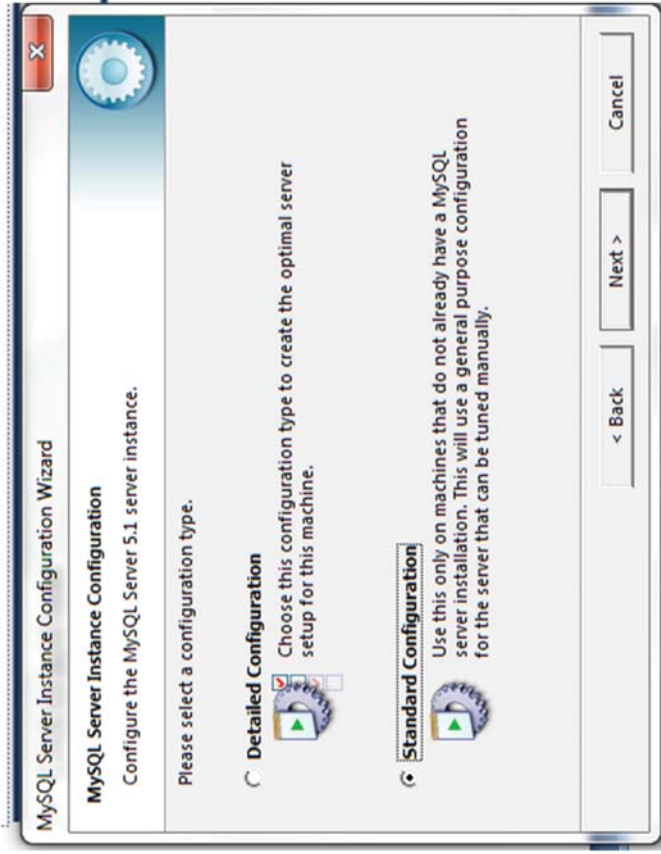 MySQL Server Instance Configuration Wizard
MySQL Server Instance Configuration
Configure the MySQL Server 5.1 server instance.
Please select a configuration type.
Detailed Configuration
Choose this configuration type to create the optimal server
setup for this machine.
Standard Configuration
Use this only on machines that do not already have a MySQL
server installation. This will use a general purpose configuration
for the server that can be tuned manually.
< Back
Next >
Cancel